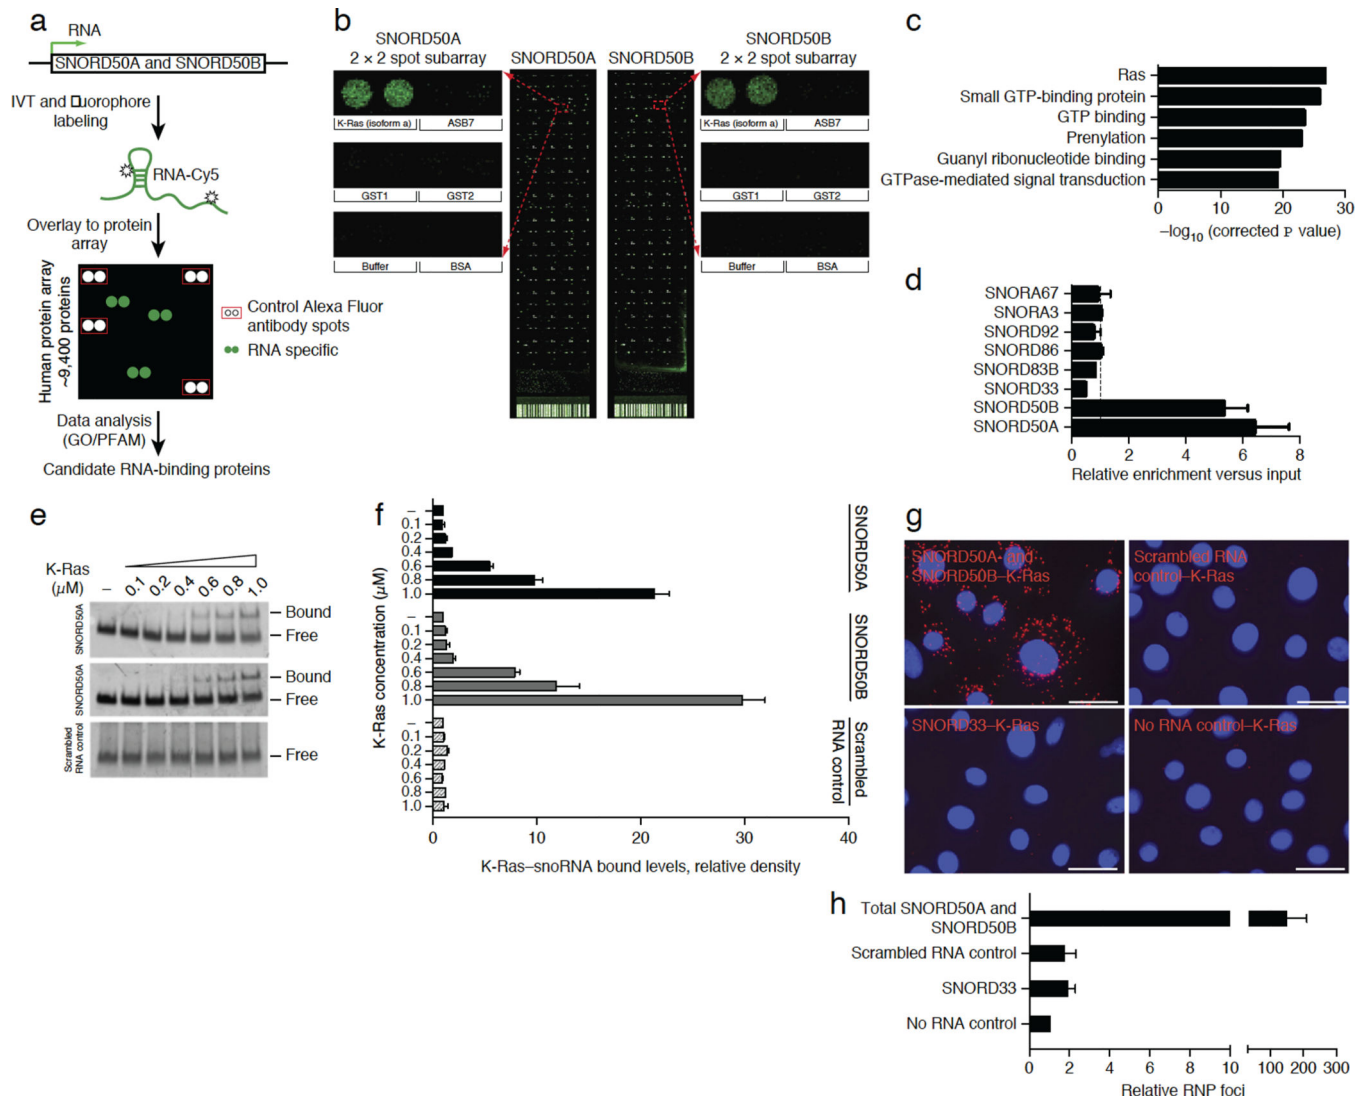 a
RNA
SNORD50A and SNORD50B
IVT and □uorophore
labeling
RNA-Cy5
Overlay to protein
array
Human protein array
~9,400 proteins
Control Alexa Fluor
antibody spots
RNA specific
Data analysis
(GO/PFAM)
Candidate RNA-binding proteins
b
SNORD50A
2 × 2 spot subarray
SNORD50A
SNORD50B
SNORD50B
2 × 2 spot subarray
K-Ras (isoform a)
ASB7
GST1
GST2
Buffer
BSA
K-Ras (isoform a)
ASB7
GST1
GST2
Buffer
BSA
c
Ras
Small GTP-binding protein
GTP binding
Prenylation
Guanyl ribonucleotide binding
GTPase-mediated signal transduction
0 10 20 30
–log10 (corrected P value)
d
SNORA67
SNORA3
SNORD92
SNORD86
SNORD83B
SNORD33
SNORD50B
SNORD50A
0 2 4 6 8
Relative enrichment versus input
e
K-Ras
(μM)
– 0.1 0.2 0.4 0.6 0.8 1.0
SNORD50A
Bound
Free
SNORD50A
Bound
Free
Scrambled
RNA control
Free
f
K-Ras concentration (μM)
–
0.1
0.2
0.4
0.6
0.8
1.0
SNORD50A
–
0.1
0.2
0.4
0.6
0.8
1.0
SNORD50B
–
0.1
0.2
0.4
0.6
0.8
1.0
Scrambled
RNA control
0 10 20 30 40
K-Ras–snoRNA bound levels, relative density
g
SNORD50A- and
SNORD50B–K-Ras
Scrambled RNA
control–K-Ras
SNORD33–K-Ras
No RNA control–K-Ras
h
Total SNORD50A and
SNORD50B
Scrambled RNA control
SNORD33
No RNA control
0 2 4 6 8 10 100 200 300
Relative RNP foci